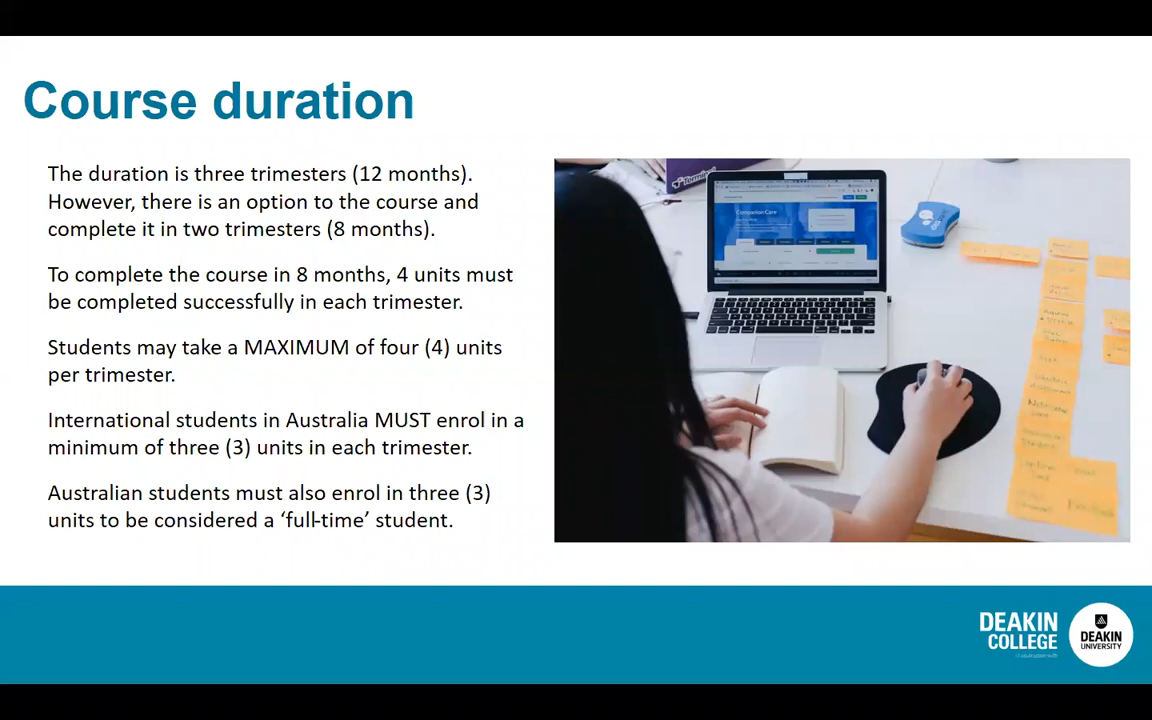 Course duration
The duration is three trimesters (12 months).
However, there is an option to the course and
complete it in two trimesters (8 months).
To complete the course in 8 months, 4 units must
be completed successfully in each trimester.
Students may take a MAXIMUM of four (4) units
per trimester.
International students in Australia MUST enrol in a
minimum of three (3) units in each trimester.
Australian students must also enrol in three (3)
units to be considered a ‘full-time’ student.
Companion Care
DEAKIN
COLLEGE
DEAKIN
UNIVERSITY